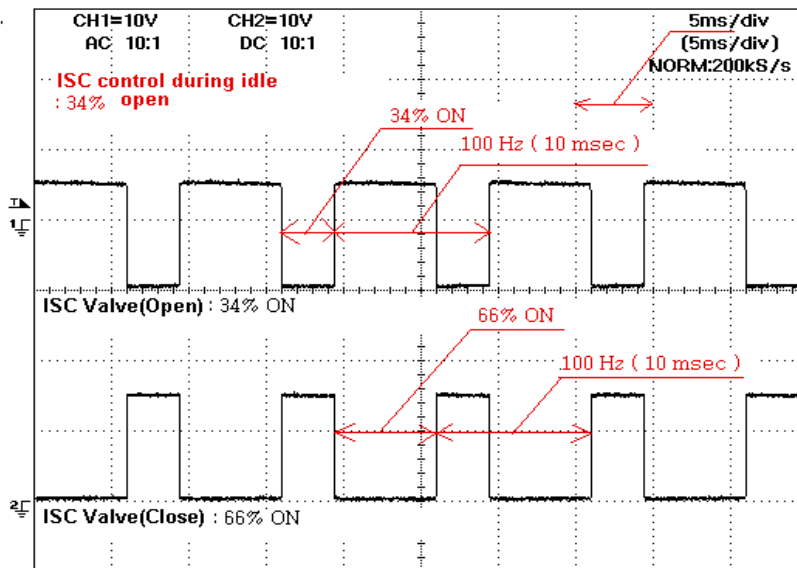 CH1=10V CH2=10V 5ms/div
AC 10:1 DC 10:1 (5ms/div)
NORM:200kS/s
ISC control during idle
: 34% open
34% ON
100 Hz ( 10 msec )
T
1
ISC Valve(Open) : 34% ON
66% ON
100 Hz ( 10 msec )
2
ISC Valve(Close) : 66% ON